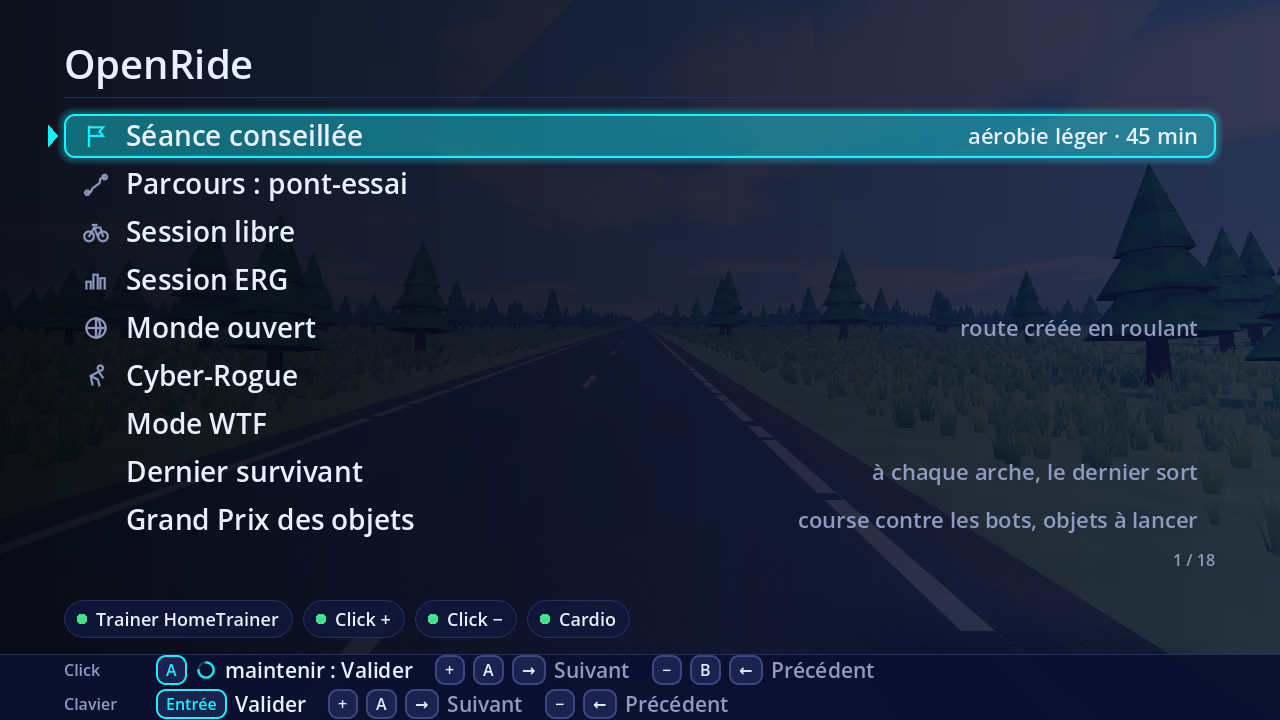 OpenRide
Séance conseillée aérobie léger · 45 min
Parcours : pont-essai
Session libre
Session ERG
Monde ouvert route créée en roulant
Cyber-Rogue
Mode WTF
Dernier survivant à chaque arche, le dernier sort
Grand Prix des objets course contre les bots, objets à lancer
1 / 18
Trainer HomeTrainer Click + Click − Cardio
Click A maintenir : Valider + A → Suivant − B ← Précédent
Clavier Entrée Valider + A → Suivant − ← Précédent